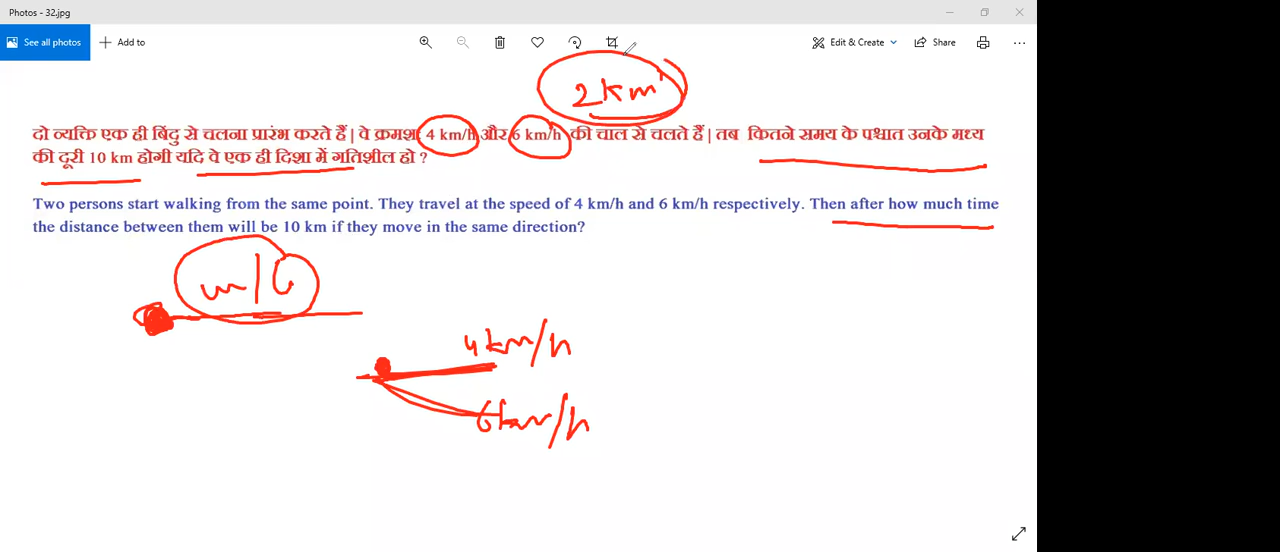 Photos - 32.jpg
See all photos
Add to
Edit & Create
Share
2km
दो व्यक्ति एक ही बिंदु से चलना प्रारंभ करते हैं| वे क्रमश 4 km/h और 6 km/h की चाल से चलते हैं| तब कितने समय के पश्चात उनके मध्य
की दूरी 10 km होगी यदि वे एक ही दिशा में गतिशील हो ?
Two persons start walking from the same point. They travel at the speed of 4 km/h and 6 km/h respectively. Then after how much time
the distance between them will be 10 km if they move in the same direction?
4km/h
6km/h